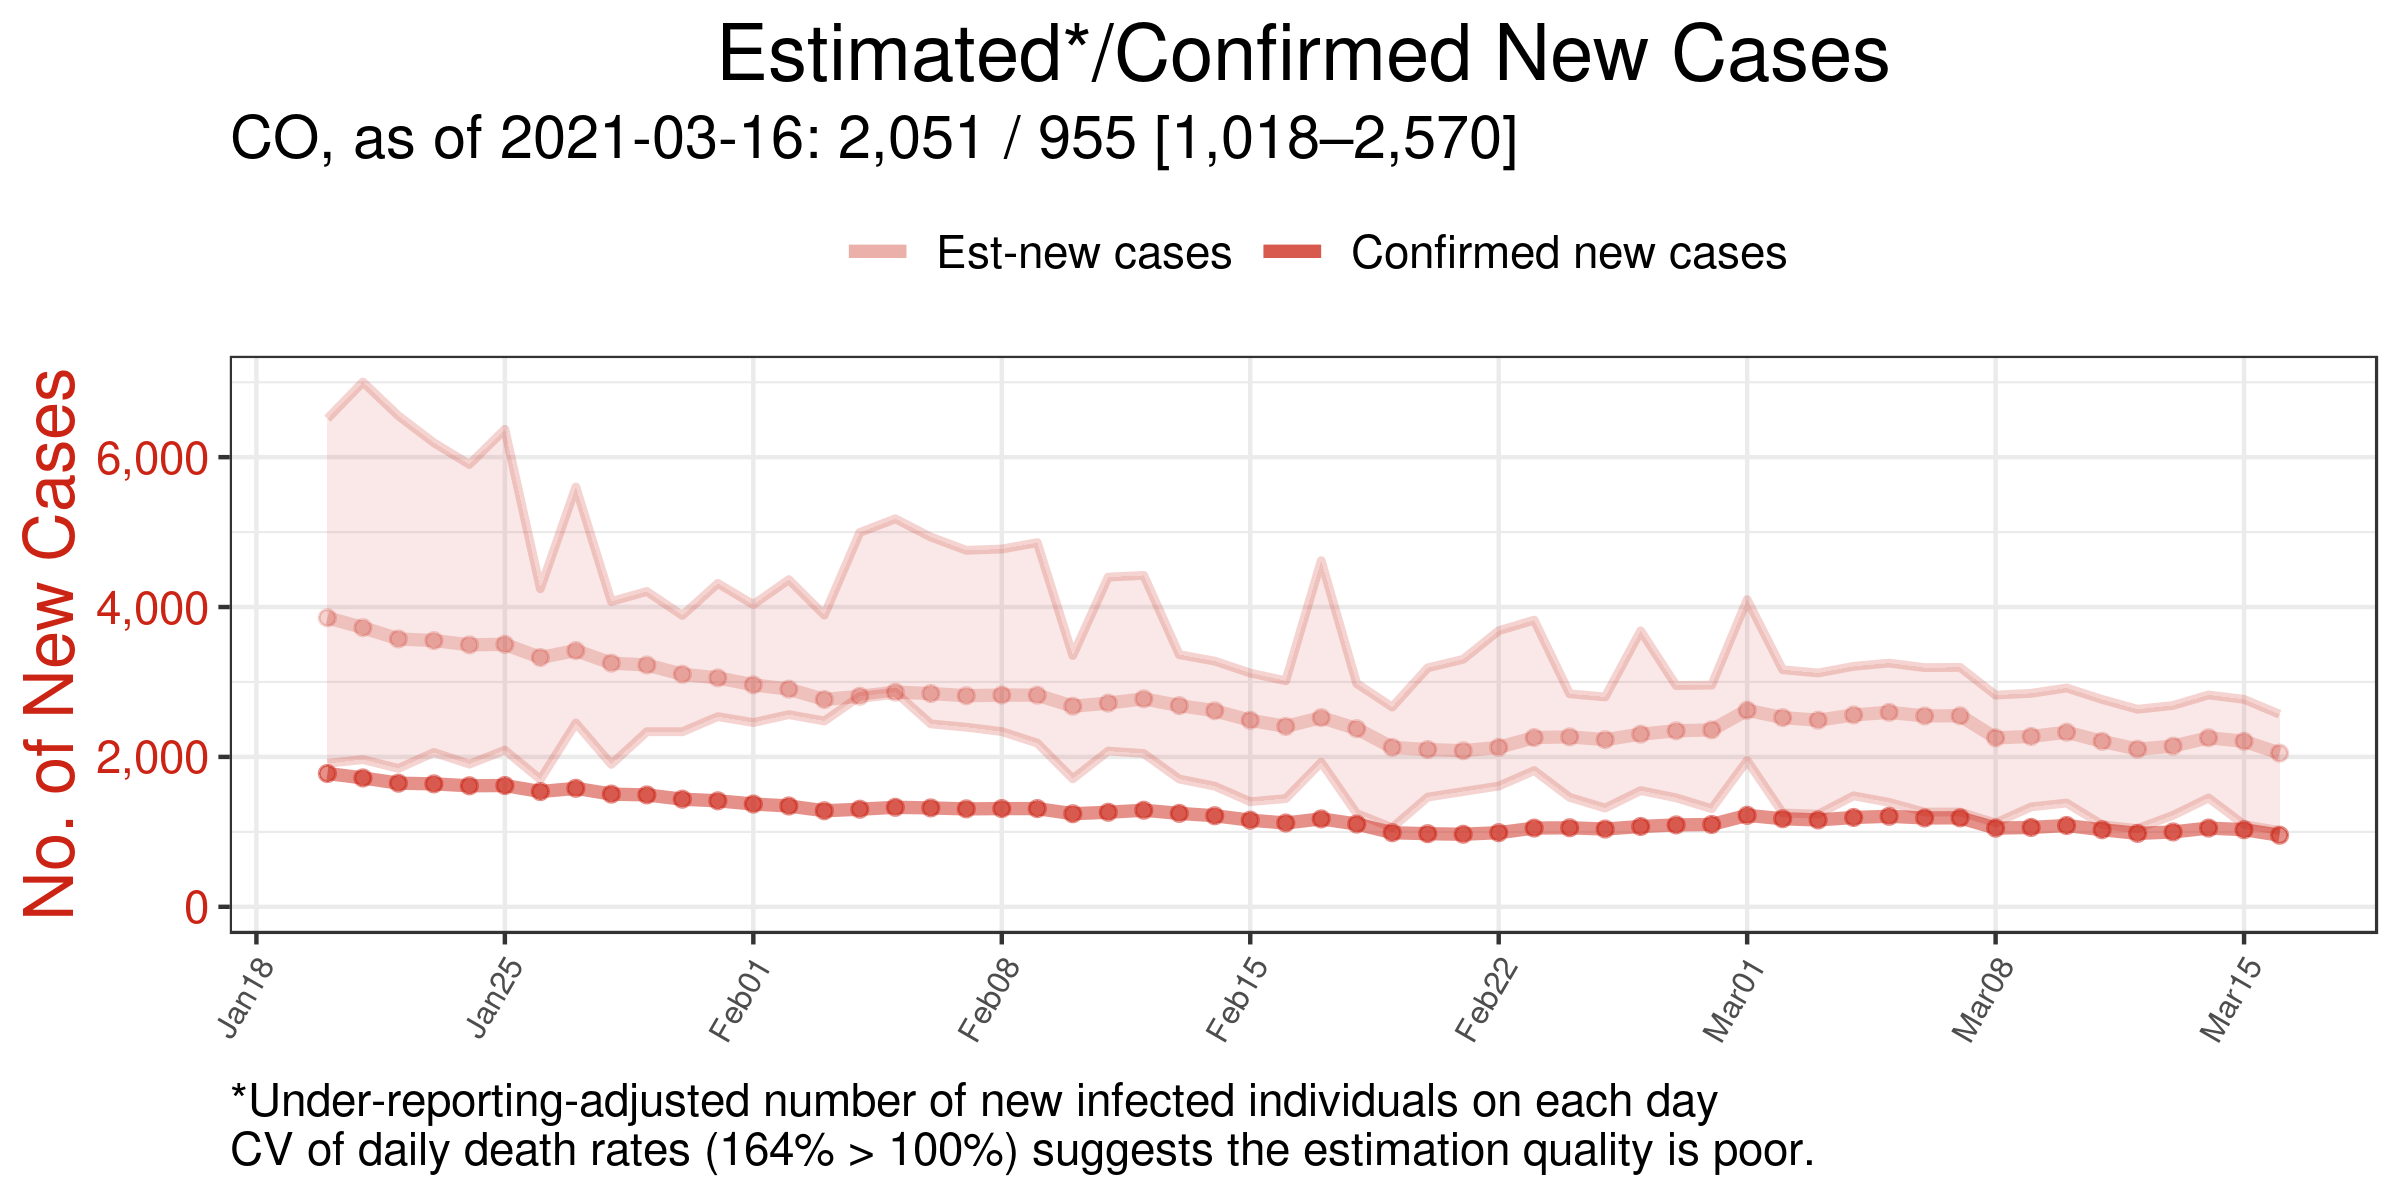 Estimated*/Confirmed New Cases
CO, as of 2021-03-16: 2,051 / 955 [1,018–2,570]
Est-new cases Confirmed new cases
No. of New Cases
6,000
4,000
2,000
0
Jan18 Jan25 Feb01 Feb08 Feb15 Feb22 Mar01 Mar08 Mar15
*Under-reporting-adjusted number of new infected individuals on each day
CV of daily death rates (164% > 100%) suggests the estimation quality is poor.